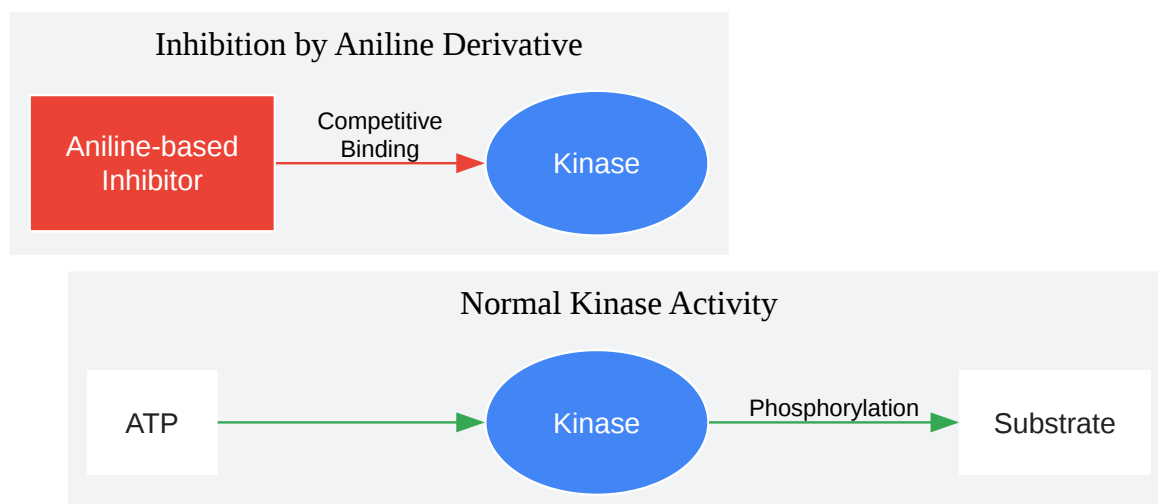 Inhibition by Aniline Derivative
Aniline-based
Inhibitor
Competitive
Binding
Kinase
Normal Kinase Activity
ATP
Kinase
Phosphorylation
Substrate